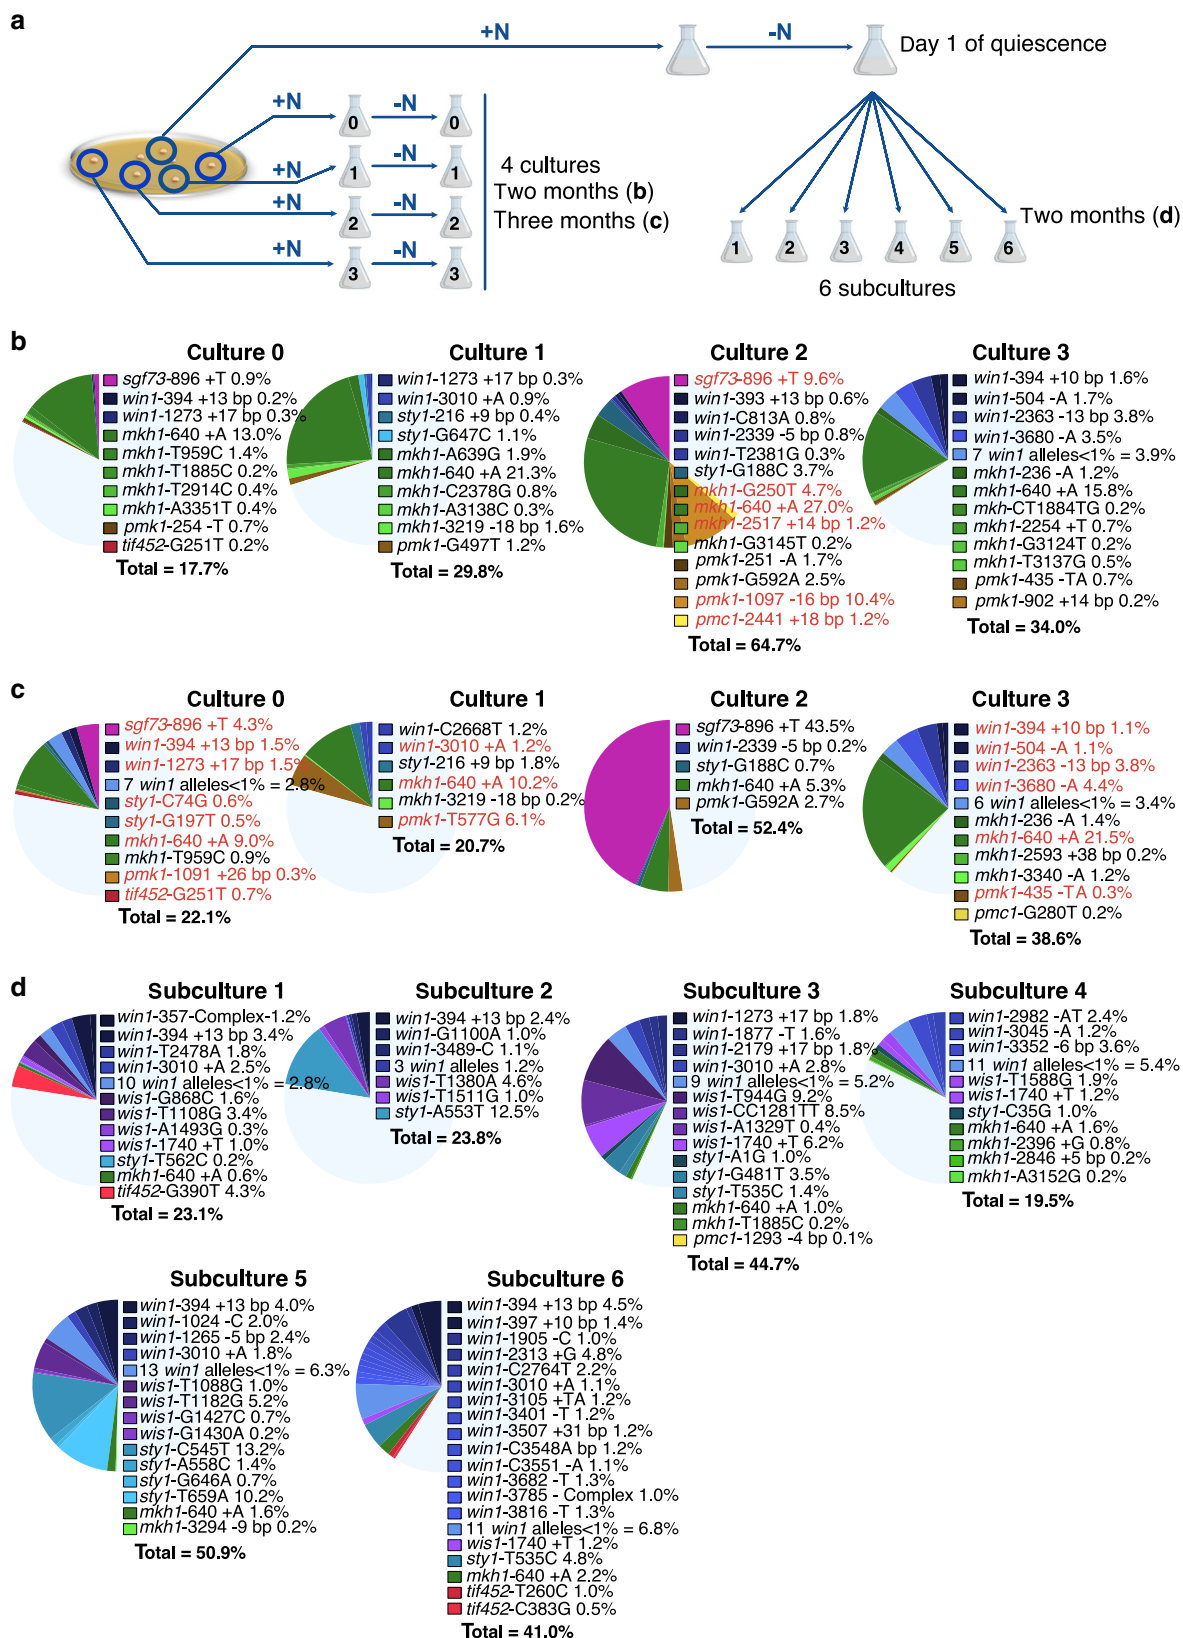 a
+N
-N
Day 1 of quiescence
+N
-N
0
0
+N
-N
1
1
+N
-N
2
2
+N
-N
3
3
4 cultures
Two months (b)
Three months (c)
1
2
3
4
5
6
Two months (d)
6 subcultures
b
Culture 0
sgf73-896 +T 0.9%
win1-394 +13 bp 0.2%
win1-1273 +17 bp 0.3%
mkh1-640 +A 13.0%
mkh1-T959C 1.4%
mkh1-T1885C 0.2%
mkh1-T2914C 0.4%
mkh1-A3351T 0.4%
pmk1-254 -T 0.7%
tif452-G251T 0.2%
Total = 17.7%
Culture 1
win1-1273 +17 bp 0.3%
win1-3010 +A 0.9%
sty1-216 +9 bp 0.4%
sty1-G647C 1.1%
mkh1-A639G 1.9%
mkh1-640 +A 21.3%
mkh1-C2378G 0.8%
mkh1-A3138C 0.3%
mkh1-3219 -18 bp 1.6%
pmk1-G497T 1.2%
Total = 29.8%
Culture 2
sgf73-896 +T 9.6%
win1-393 +13 bp 0.6%
win1-C813A 0.8%
win1-2339 -5 bp 0.8%
win1-T2381G 0.3%
sty1-G188C 3.7%
mkh1-G250T 4.7%
mkh1-640 +A 27.0%
mkh1-2517 +14 bp 1.2%
mkh1-G3145T 0.2%
pmk1-251 -A 1.7%
pmk1-G592A 2.5%
pmk1-1097 -16 bp 10.4%
pmc1-2441 +18 bp 1.2%
Total = 64.7%
Culture 3
win1-394 +10 bp 1.6%
win1-504 -A 1.7%
win1-2363 -13 bp 3.8%
win1-3680 -A 3.5%
7 win1 alleles<1% = 3.9%
mkh1-236 -A 1.2%
mkh1-640 +A 15.8%
mkh-CT1884TG 0.2%
mkh1-2254 +T 0.7%
mkh1-G3124T 0.2%
mkh1-T3137G 0.5%
pmk1-435 -TA 0.7%
pmk1-902 +14 bp 0.2%
Total = 34.0%
c
Culture 0
sgf73-896 +T 4.3%
win1-394 +13 bp 1.5%
win1-1273 +17 bp 1.5%
7 win1 alleles<1% = 2.8%
sty1-C74G 0.6%
sty1-G197T 0.5%
mkh1-640 +A 9.0%
mkh1-T959C 0.9%
pmk1-1091 +26 bp 0.3%
tif452-G251T 0.7%
Total = 22.1%
Culture 1
win1-C2668T 1.2%
win1-3010 +A 1.2%
sty1-216 +9 bp 1.8%
mkh1-640 +A 10.2%
mkh1-3219 -18 bp 0.2%
pmk1-T577G 6.1%
Total = 20.7%
Culture 2
sgf73-896 +T 43.5%
win1-2339 -5 bp 0.2%
sty1-G188C 0.7%
mkh1-640 +A 5.3%
pmk1-G592A 2.7%
Total = 52.4%
Culture 3
win1-394 +10 bp 1.1%
win1-504 -A 1.1%
win1-2363 -13 bp 3.8%
win1-3680 -A 4.4%
6 win1 alleles<1% = 3.4%
mkh1-236 -A 1.4%
mkh1-640 +A 21.5%
mkh1-2593 +38 bp 0.2%
mkh1-3340 -A 1.2%
pmk1-435 -TA 0.3%
pmc1-G280T 0.2%
Total = 38.6%
d
Subculture 1
win1-357-Complex-1.2%
win1-394 +13 bp 3.4%
win1-T2478A 1.8%
win1-3010 +A 2.5%
10 win1 alleles<1% = 2.8%
wis1-G868C 1.6%
wis1-T1108G 3.4%
wis1-A1493G 0.3%
wis1-1740 +T 1.0%
sty1-T562C 0.2%
mkh1-640 +A 0.6%
tif452-G390T 4.3%
Total = 23.1%
Subculture 2
win1-394 +13 bp 2.4%
win1-G1100A 1.0%
win1-3489-C 1.1%
3 win1 alleles 1.2%
wis1-T1380A 4.6%
wis1-T1511G 1.0%
sty1-A553T 12.5%
Total = 23.8%
Subculture 3
win1-1273 +17 bp 1.8%
win1-1877 -T 1.6%
win1-2179 +17 bp 1.8%
win1-3010 +A 2.8%
9 win1 alleles<1% = 5.2%
wis1-T944G 9.2%
wis1-CC1281TT 8.5%
wis1-A1329T 0.4%
wis1-1740 +T 6.2%
sty1-A1G 1.0%
sty1-G481T 3.5%
sty1-T535C 1.4%
mkh1-640 +A 1.0%
mkh1-T1885C 0.2%
pmc1-1293 -4 bp 0.1%
Total = 44.7%
Subculture 4
win1-2982 -AT 2.4%
win1-3045 -A 1.2%
win1-3352 -6 bp 3.6%
11 win1 alleles<1% = 5.4%
wis1-T1588G 1.9%
wis1-1740 +T 1.2%
sty1-C35G 1.0%
mkh1-640 +A 1.6%
mkh1-2396 +G 0.8%
mkh1-2846 +5 bp 0.2%
mkh1-A3152G 0.2%
Total = 19.5%
Subculture 5
win1-394 +13 bp 4.0%
win1-1024 -C 2.0%
win1-1265 -5 bp 2.4%
win1-3010 +A 1.8%
13 win1 alleles<1% = 6.3%
wis1-T1088G 1.0%
wis1-T1182G 5.2%
wis1-G1427C 0.7%
wis1-G1430A 0.2%
sty1-C545T 13.2%
sty1-A558C 1.4%
sty1-G646A 0.7%
sty1-T659A 10.2%
mkh1-640 +A 1.6%
mkh1-3294 -9 bp 0.2%
Total = 50.9%
Subculture 6
win1-394 +13 bp 4.5%
win1-397 +10 bp 1.4%
win1-1905 -C 1.0%
win1-2313 +G 4.8%
win1-C2764T 2.2%
win1-3010 +A 1.1%
win1-3105 +TA 1.2%
win1-3401 -T 1.2%
win1-3507 +31 bp 1.2%
win1-C3548A bp 1.2%
win1-C3551 -A 1.1%
win1-3682 -T 1.3%
win1-3785 - Complex 1.0%
win1-3816 -T 1.3%
11 win1 alleles<1% = 6.8%
wis1-1740 +T 1.2%
sty1-T535C 4.8%
mkh1-640 +A 2.2%
tif452-T260C 1.0%
tif452-C383G 0.5%
Total = 41.0%